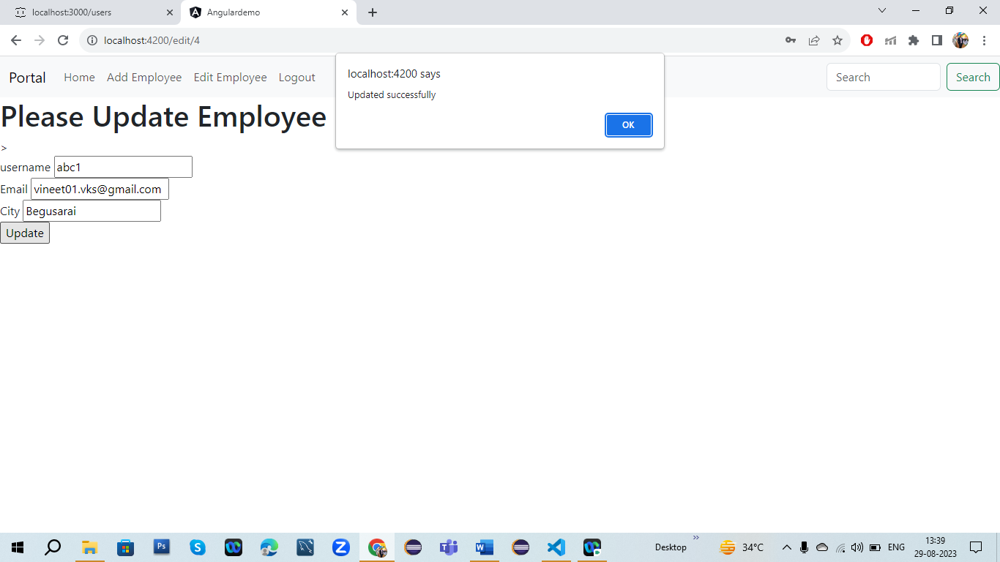 localhost:3000/users
Angulardemo
localhost:4200/edit/4
Portal Home Add Employee Edit Employee Logout Search Search
localhost:4200 says
Updated successfully
OK
Please Update Employee
>
username abc1
Email vineet01.vks@gmail.com
City Begusarai
Update
Ps
Desktop » 34°C ENG 13:39
29-08-2023